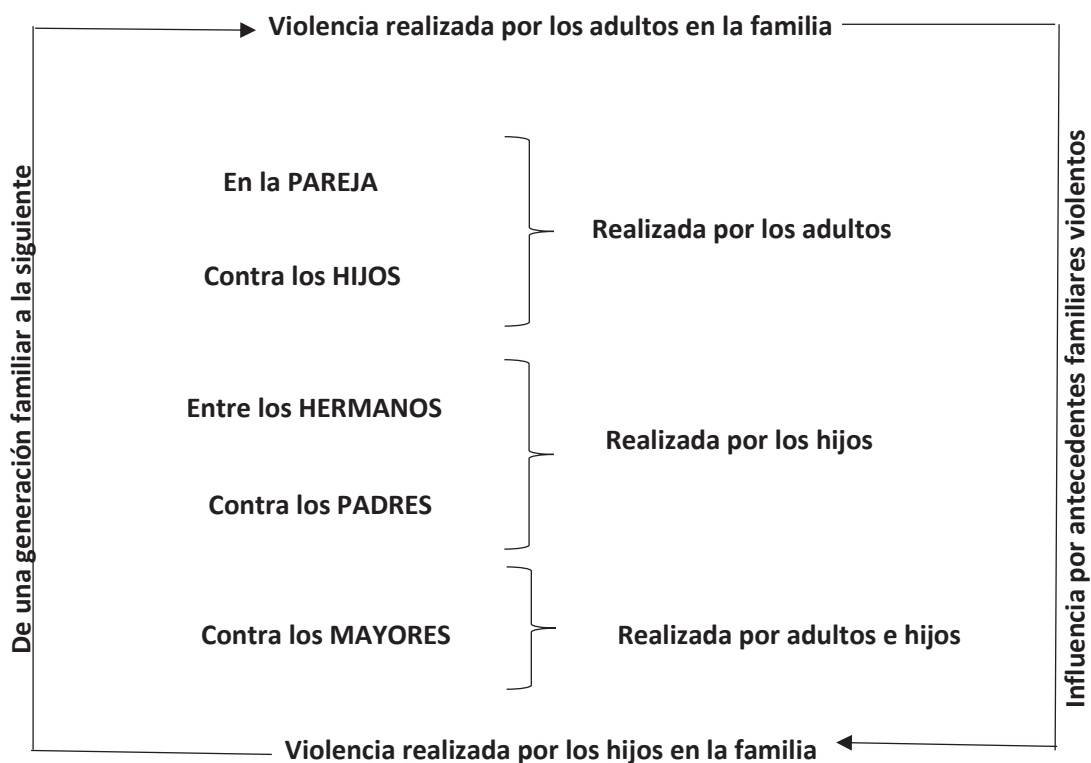 Violencia realizada por los adultos en la familia
De una generación familiar a la siguiente
En la PAREJA
Contra los HIJOS
Realizada por los adultos
Entre los HERMANOS
Contra los PADRES
Realizada por los hijos
Contra los MAYORES
Realizada por adultos e hijos
Influencia por antecedentes familiares violentos
Violencia realizada por los hijos en la familia